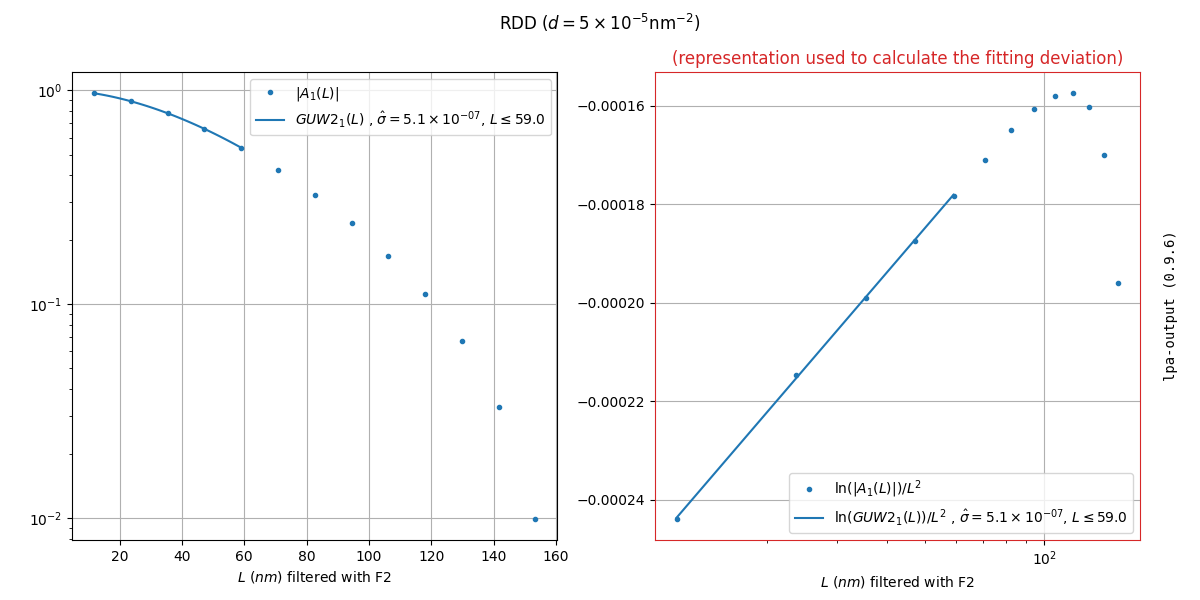 RDD (d = 5 × 10⁻⁵nm⁻²)
10⁰
10⁻¹
10⁻²
|A₁(L)|
GUW2₁(L) , σ̂ = 5.1 × 10⁻⁰⁷, L ≤ 59.0
20 40 60 80 100 120 140 160
L (nm) filtered with F2
(representation used to calculate the fitting deviation)
−0.00016
−0.00018
−0.00020
−0.00022
−0.00024
ln(|A₁(L)|)/L²
ln(GUW2₁(L))/L² , σ̂ = 5.1 × 10⁻⁰⁷, L ≤ 59.0
10²
L (nm) filtered with F2
lpa-output (0.9.6)